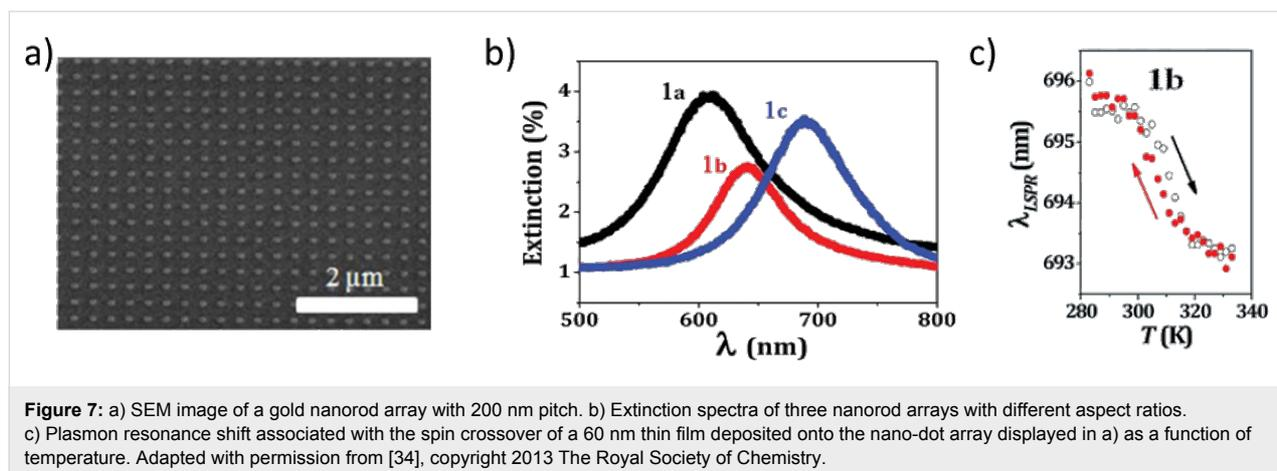 a)
2 µm
b)
Extinction (%)
4
3
2
1
1a
1b
1c
500 600 700 800
λ (nm)
c)
λLSPR (nm)
696
695
694
693
1b
280 300 320 340
T (K)
Figure 7: a) SEM image of a gold nanorod array with 200 nm pitch. b) Extinction spectra of three nanorod arrays with different aspect ratios.
c) Plasmon resonance shift associated with the spin crossover of a 60 nm thin film deposited onto the nano-dot array displayed in a) as a function of
temperature. Adapted with permission from [34], copyright 2013 The Royal Society of Chemistry.